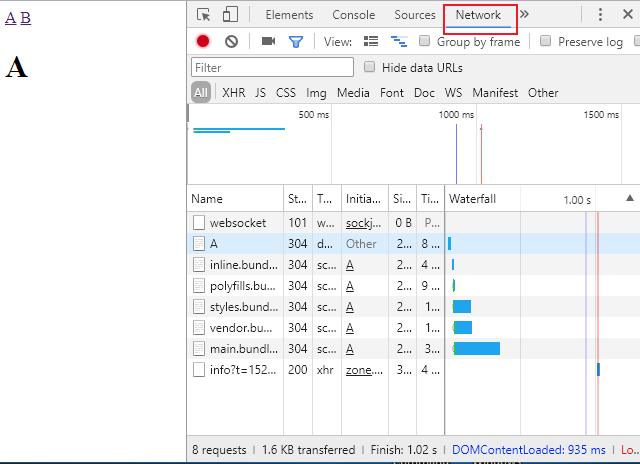 A B
A
Elements Console Sources Network »
View: Group by frame Preserve log
Filter Hide data URLs
All XHR JS CSS Img Media Font Doc WS Manifest Other
500 ms 1000 ms 1500 ms
Name St... T... Initia... Si... Ti... Waterfall 1.00 s
websocket 101 w... sockj... 0 B P...
A 304 d... Other 2... 8 ...
inline.bund... 304 sc... A 2... 4 ...
polyfills.bu... 304 sc... A 2... 9 ...
styles.bund... 304 sc... A 2... 1...
vendor.bu... 304 sc... A 2... 1...
main.bundl... 304 sc... A 2... 3...
info?t=152... 200 xhr zone.... 3... 4 ...
8 requests | 1.6 KB transferred | Finish: 1.02 s | DOMContentLoaded: 935 ms | Lo...